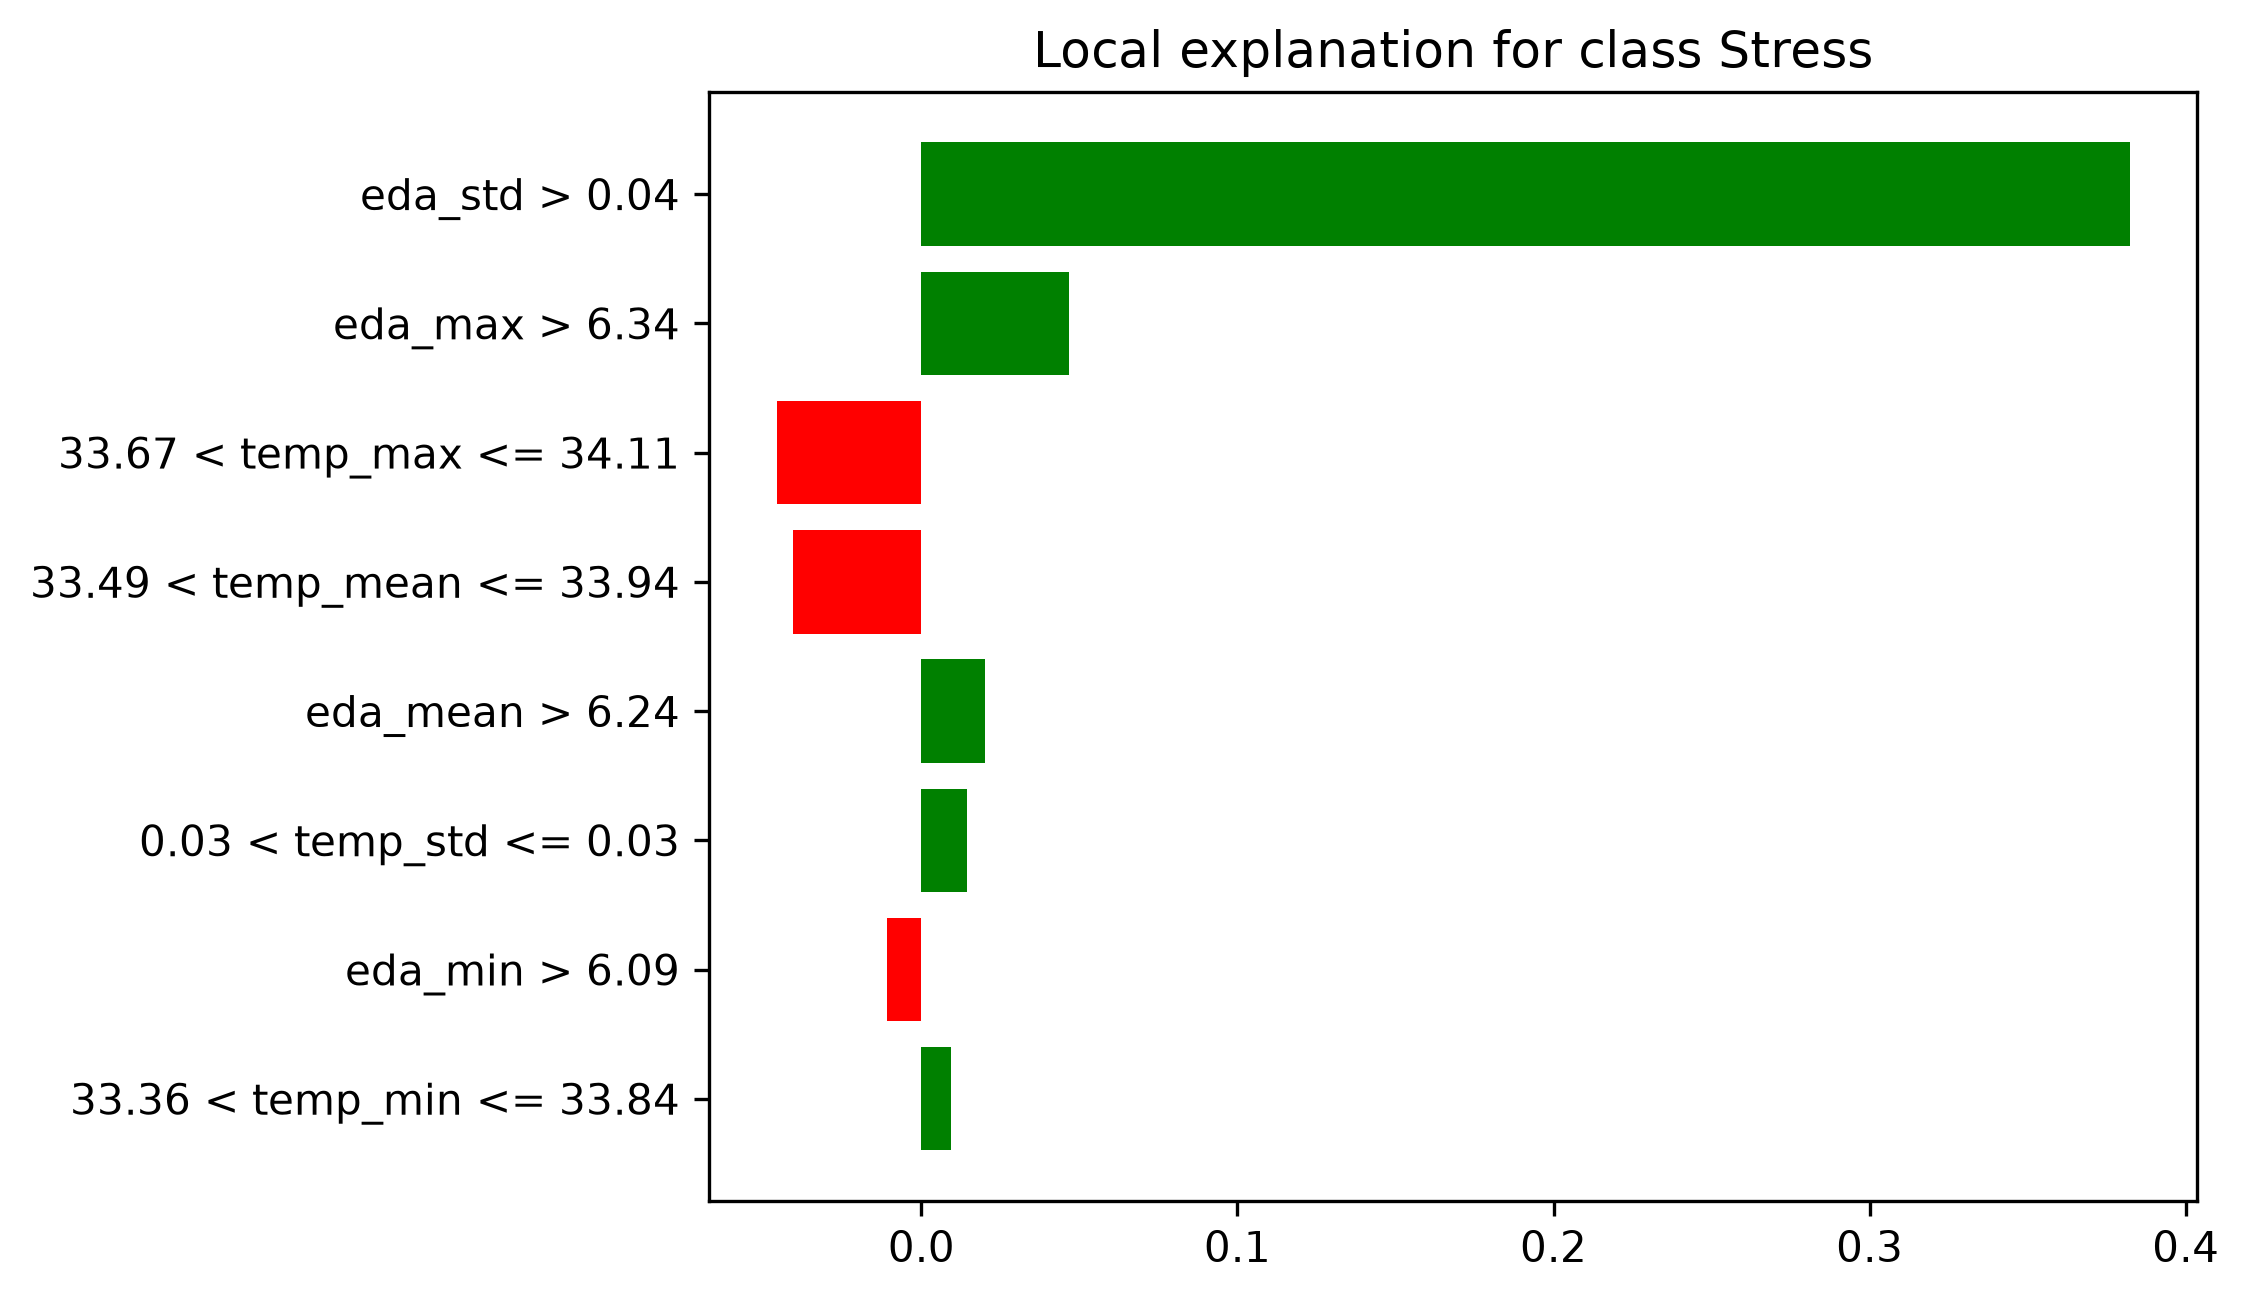 Local explanation for class Stress
eda_std > 0.04
eda_max > 6.34
33.67 < temp_max <= 34.11
33.49 < temp_mean <= 33.94
eda_mean > 6.24
0.03 < temp_std <= 0.03
eda_min > 6.09
33.36 < temp_min <= 33.84
0.0 0.1 0.2 0.3 0.4